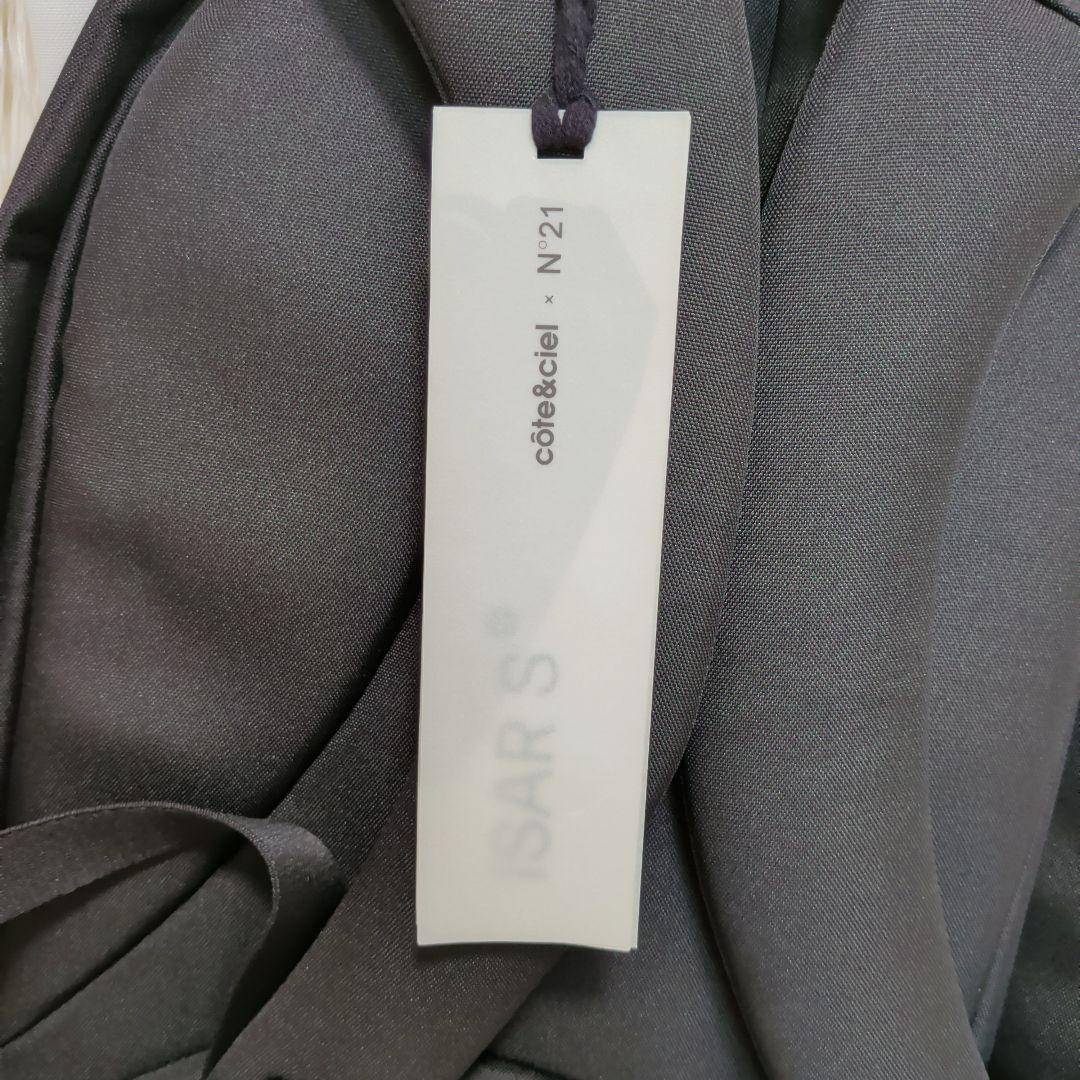 côte&ciel × N°21
ISAR S